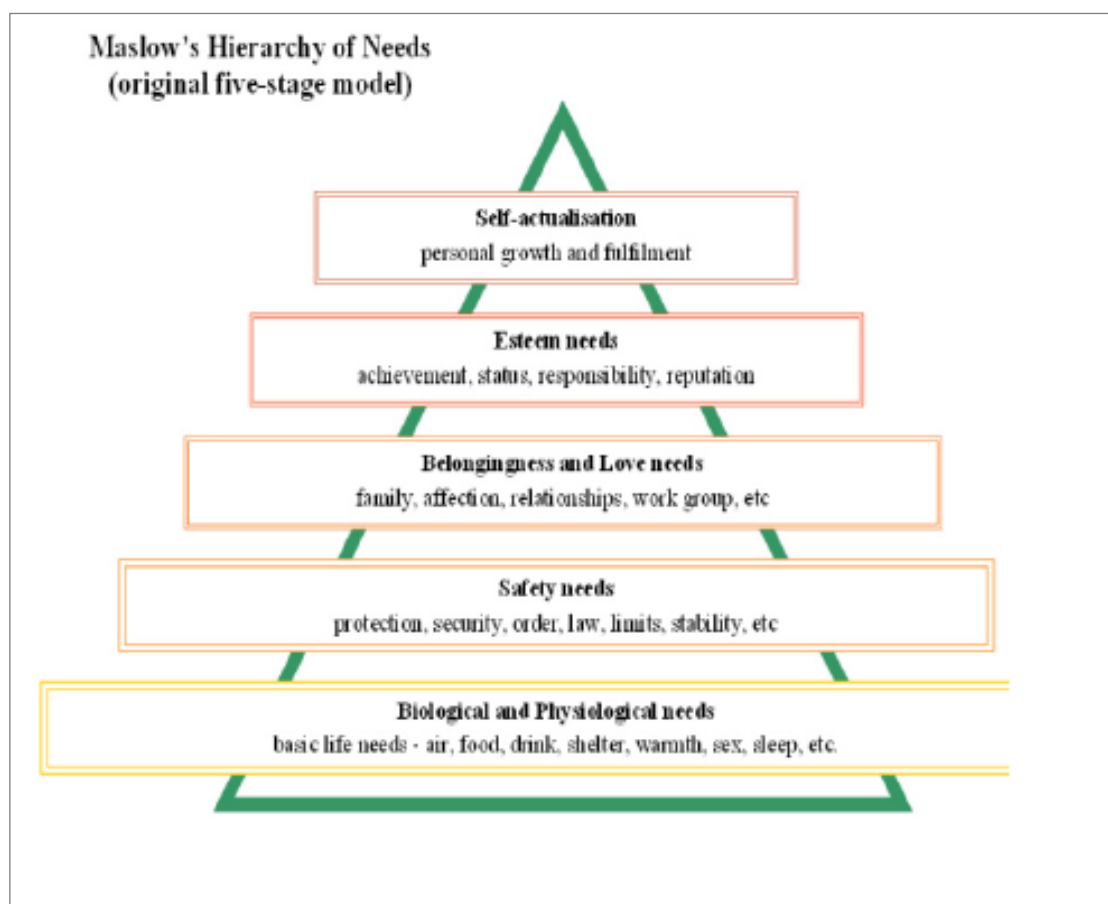 Maslow's Hierarchy of Needs
(original five-stage model)
Self-actualisation
personal growth and fulfilment
Esteem needs
achievement, status, responsibility, reputation
Belongingness and Love needs
family, affection, relationships, work group, etc
Safety needs
protection, security, order, law, limits, stability, etc
Biological and Physiological needs
basic life needs - air, food, drink, shelter, warmth, sex, sleep, etc.